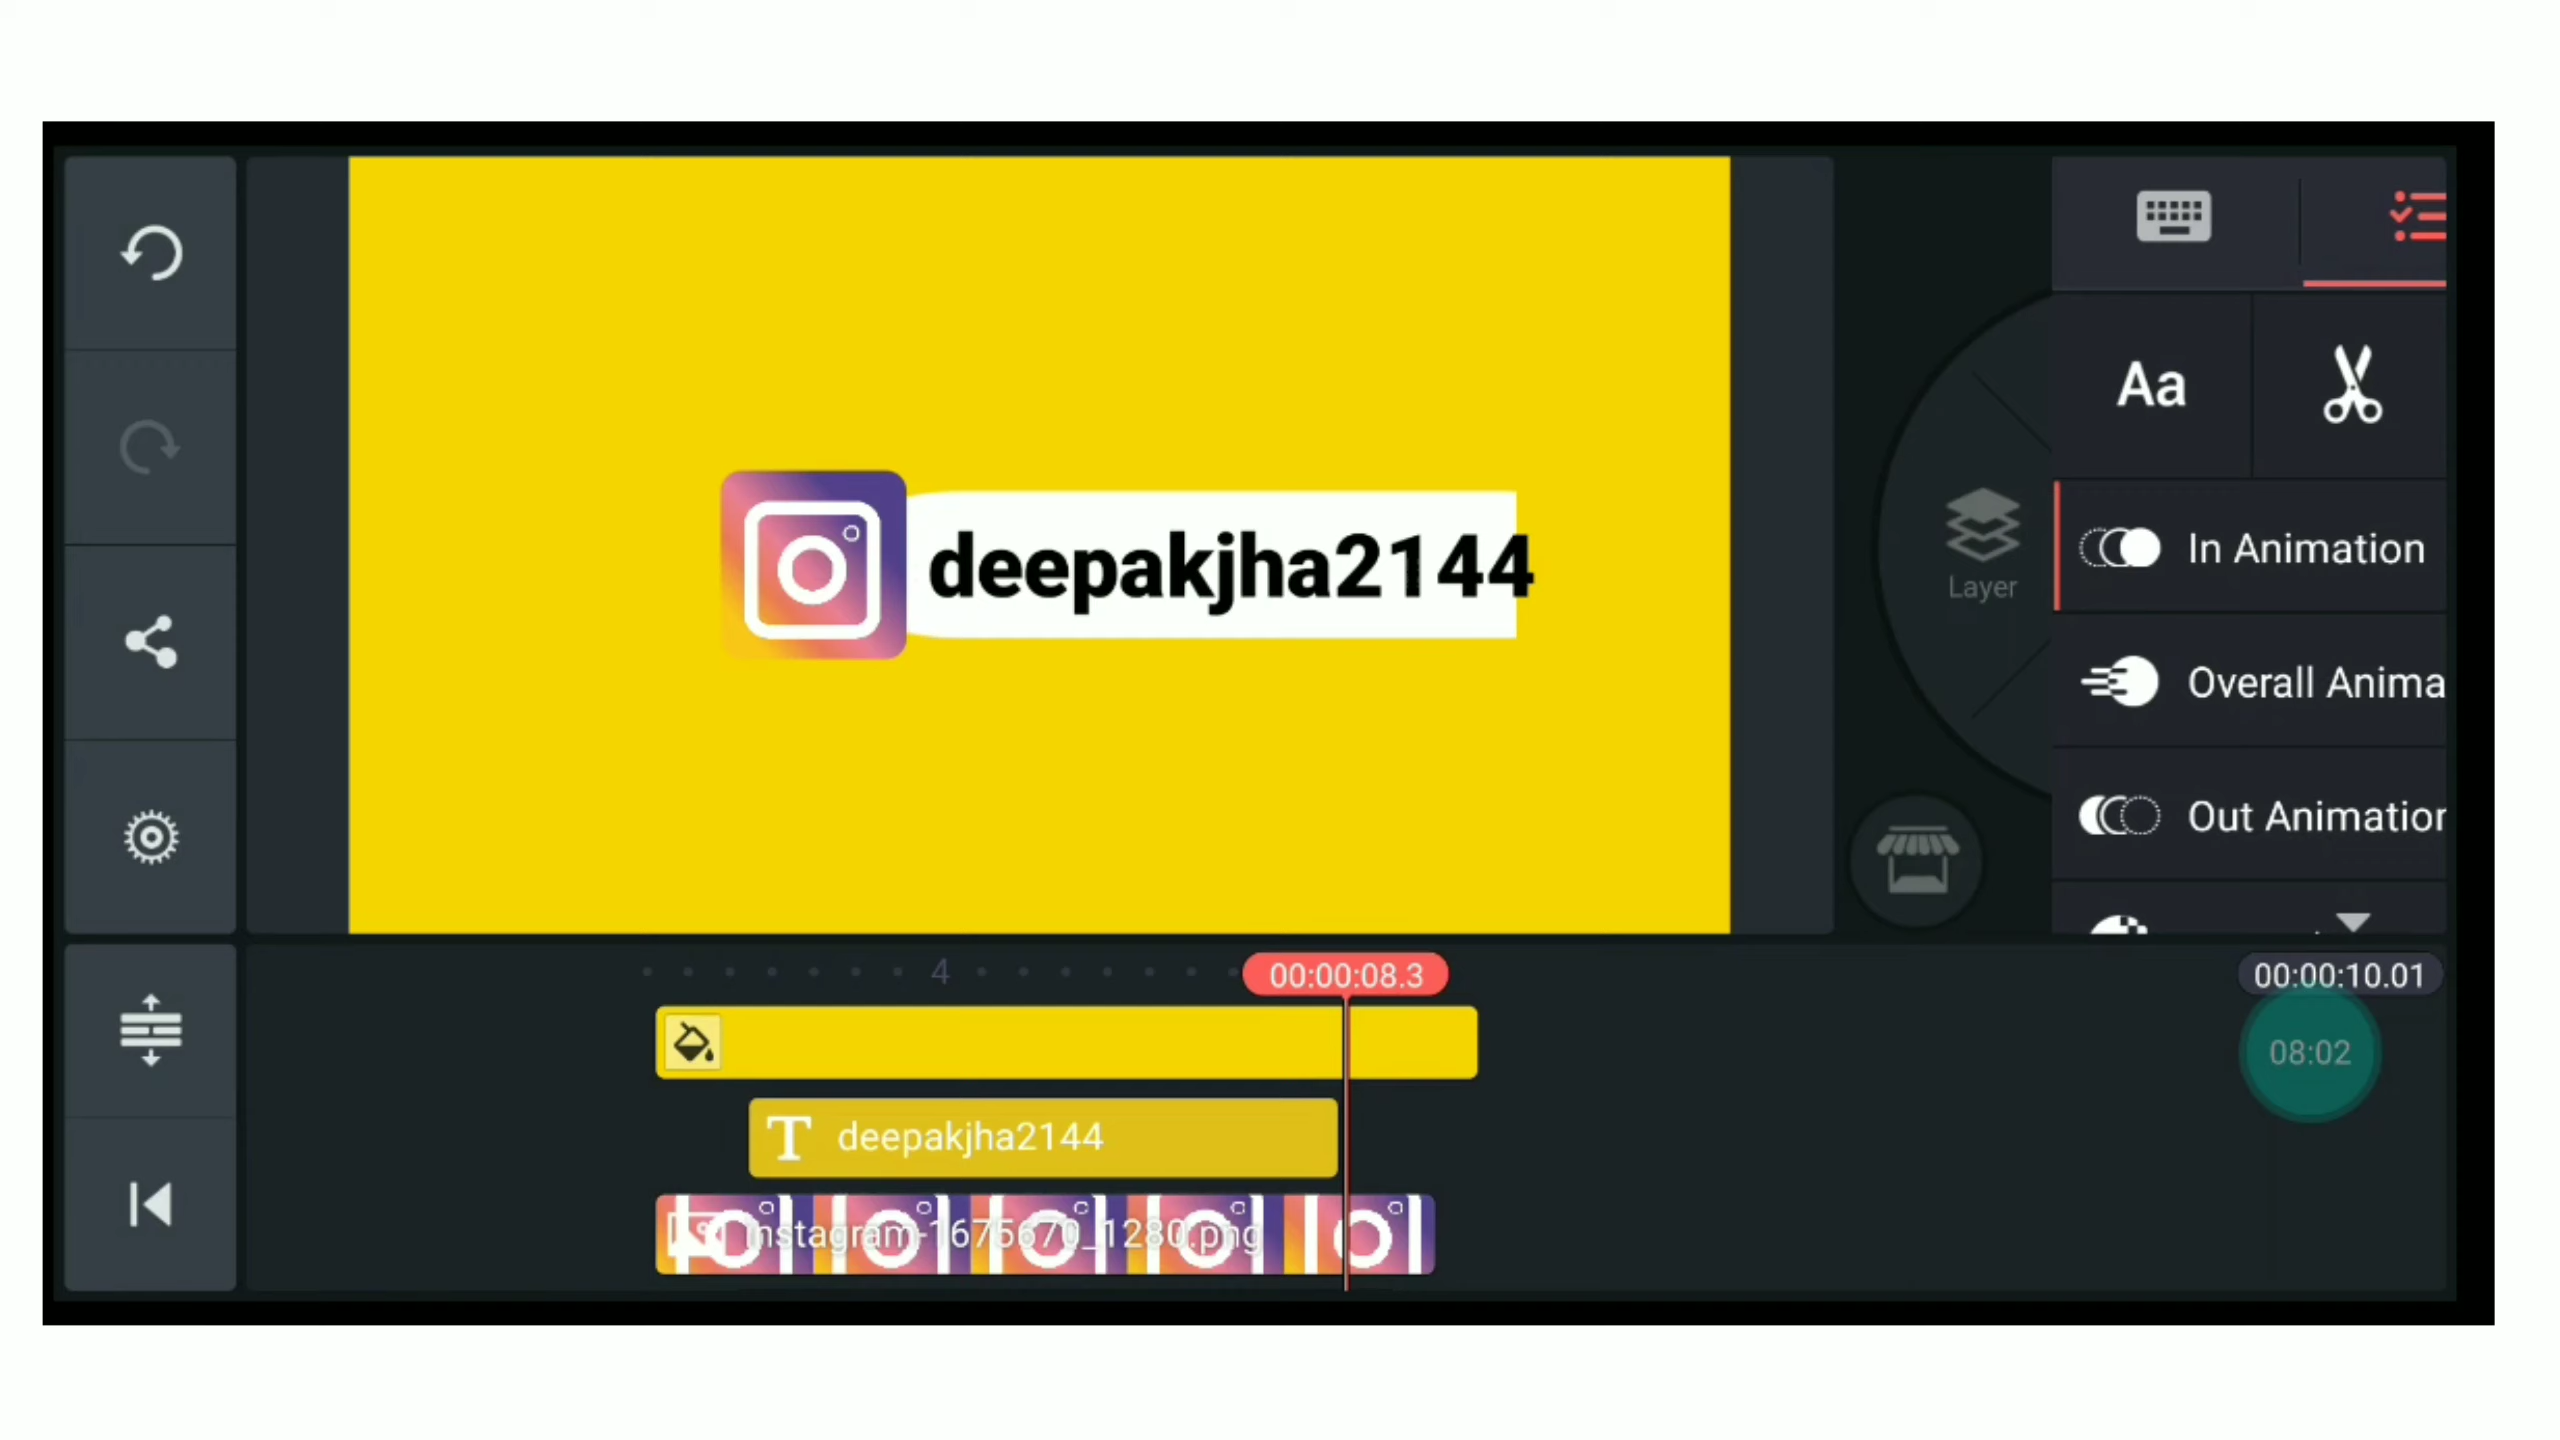 deepakjha2144
Layer
Aa
In Animation
Overall Anima
Out Animation
4
00:00:08.3
00:00:10.01
08:02
T deepakjha2144
instagram-1675670_1280.png